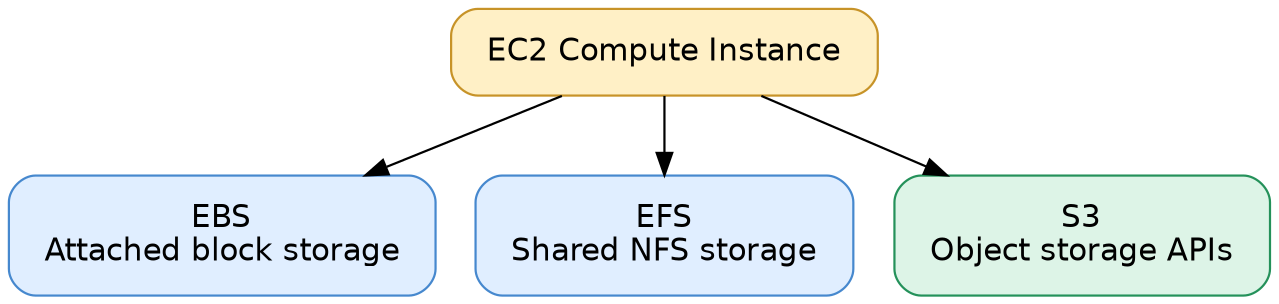 EC2 Compute Instance
EBS
Attached block storage
EFS
Shared NFS storage
S3
Object storage APIs